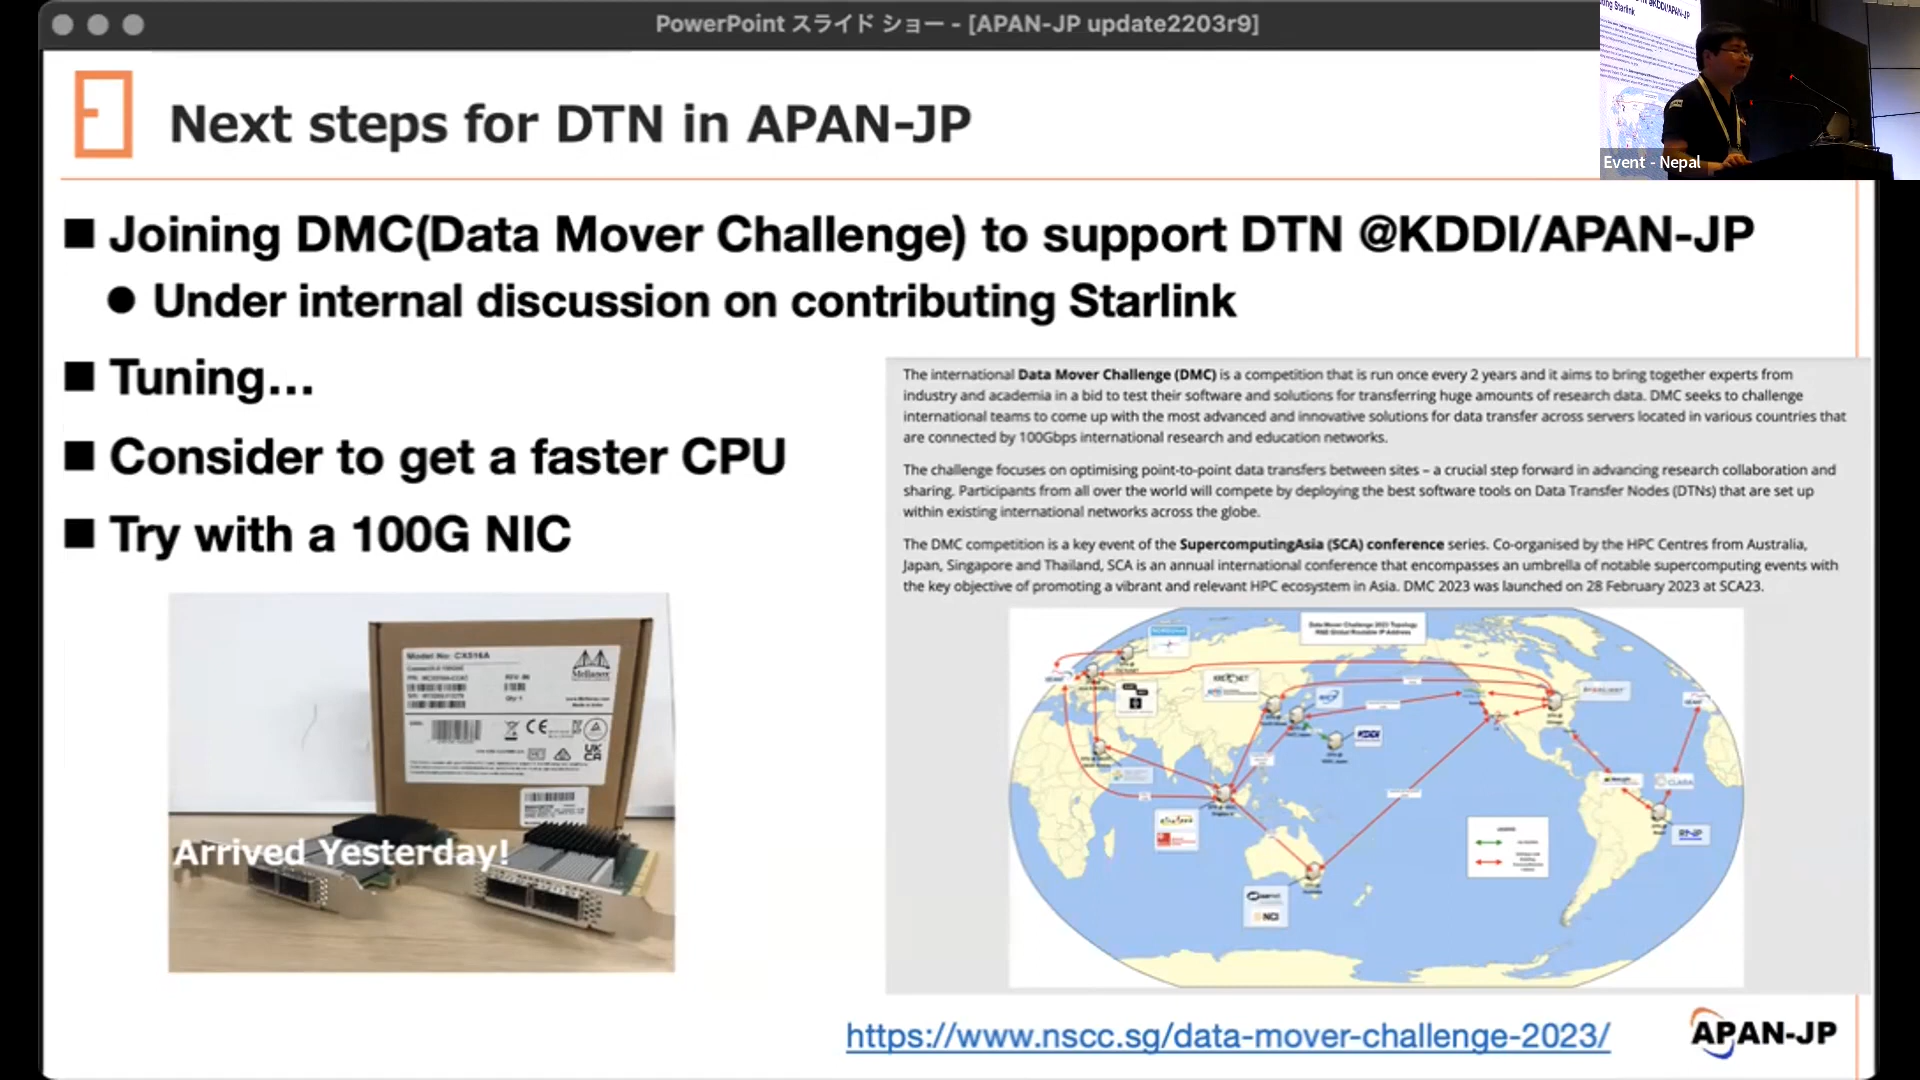 PowerPoint スライド ショー - [APAN-JP update2203r9]
Next steps for DTN in APAN-JP
■ Joining DMC(Data Mover Challenge) to support DTN @KDDI/APAN-JP
● Under internal discussion on contributing Starlink
■ Tuning...
■ Consider to get a faster CPU
■ Try with a 100G NIC
Model No: CX516A
Mellanox
Arrived Yesterday!
The international Data Mover Challenge (DMC) is a competition that is run once every 2 years and it aims to bring together experts from
industry and academia in a bid to test their software and solutions for transferring huge amounts of research data. DMC seeks to challenge
international teams to come up with the most advanced and innovative solutions for data transfer across servers located in various countries that
are connected by 100Gbps international research and education networks.
The challenge focuses on optimising point-to-point data transfers between sites – a crucial step forward in advancing research collaboration and
sharing. Participants from all over the world will compete by deploying the best software tools on Data Transfer Nodes (DTNs) that are set up
within existing international networks across the globe.
The DMC competition is a key event of the SupercomputingAsia (SCA) conference series. Co-organised by the HPC Centres from Australia,
Japan, Singapore and Thailand, SCA is an annual international conference that encompasses an umbrella of notable supercomputing events with
the key objective of promoting a vibrant and relevant HPC ecosystem in Asia. DMC 2023 was launched on 28 February 2023 at SCA23.
Data Mover Challenge 2023 Topology
R&E Global Routable IP Address
KDDI
NCI
RNP
https://www.nscc.sg/data-mover-challenge-2023/
APAN-JP
Event - Nepal